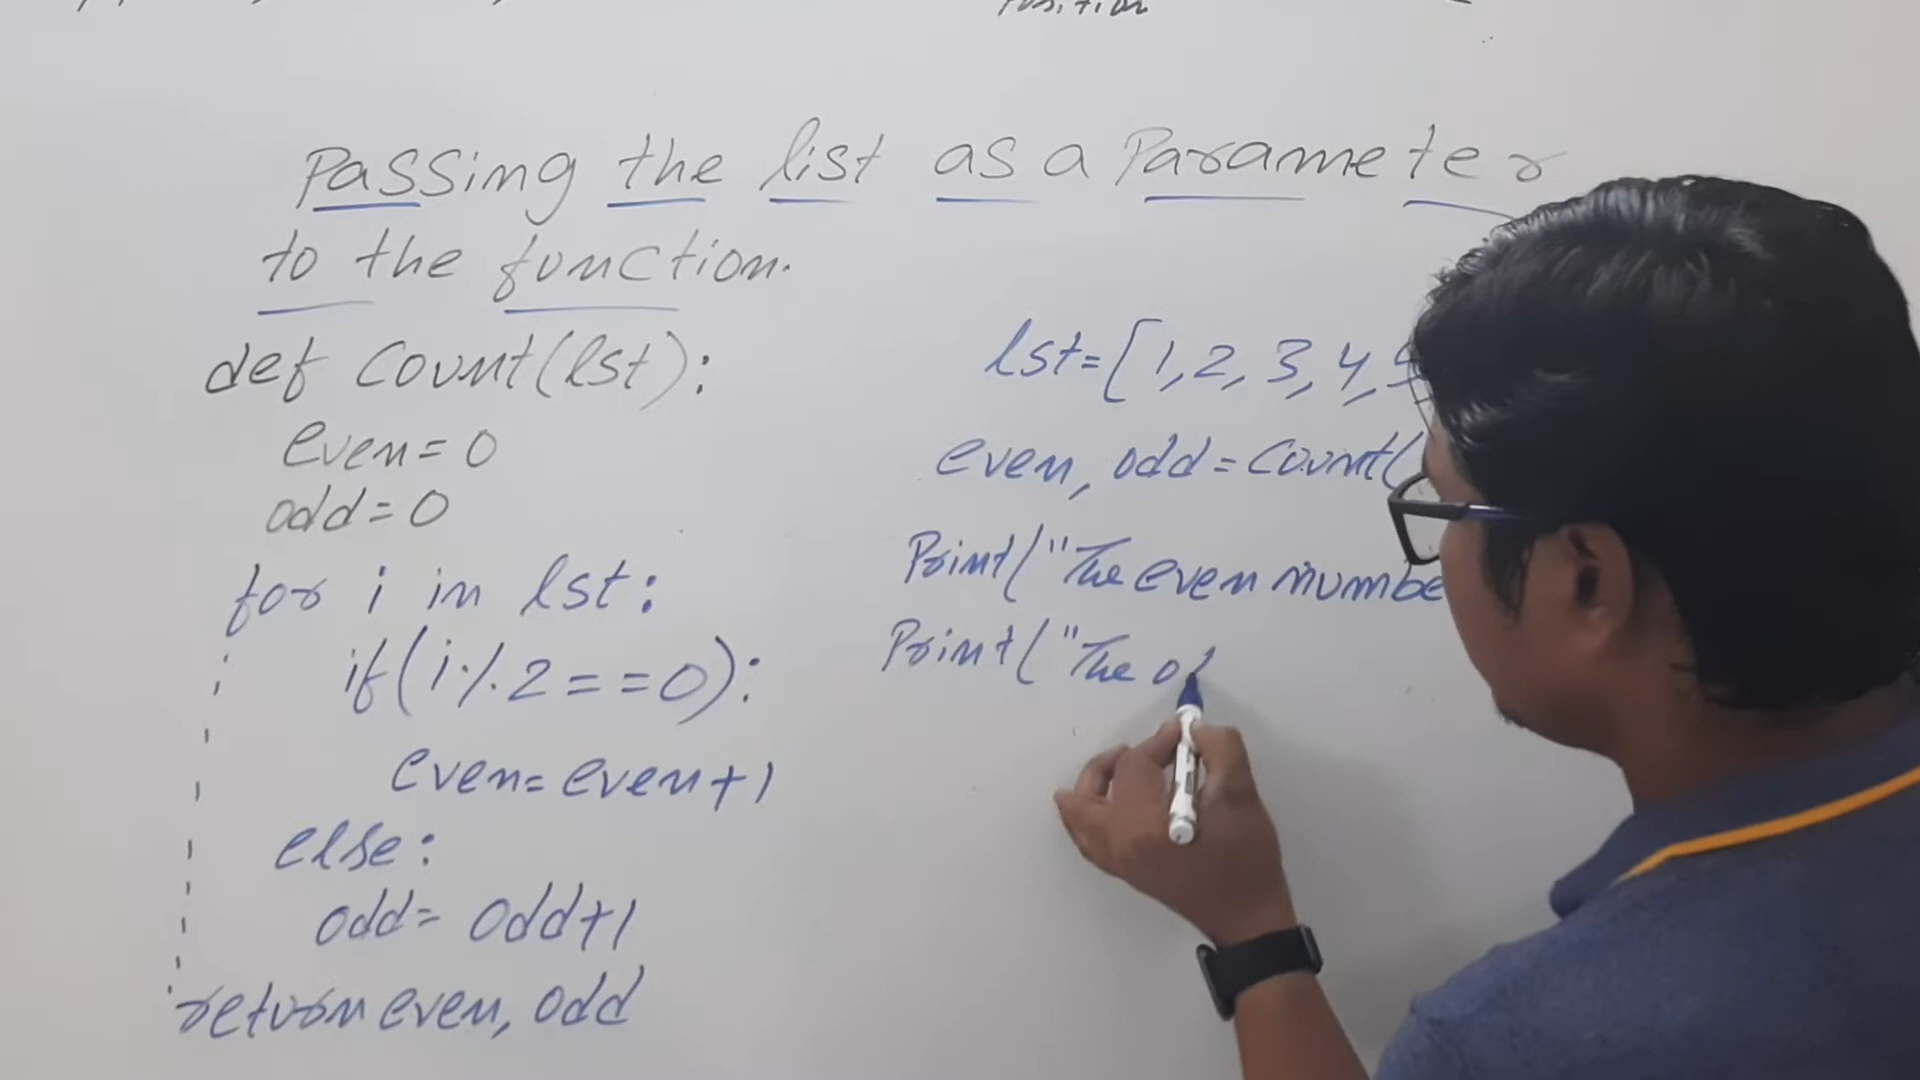 Position
Passing the list as a Parameter
to the function.
def Count(lst):
even=0
odd=0
for i in lst:
if(i%2==0):
even=even+1
else:
odd=odd+1
return even, odd
lst=[1,2,3,4,5
even, odd=Count(
Print("The even numbe
Print("The o